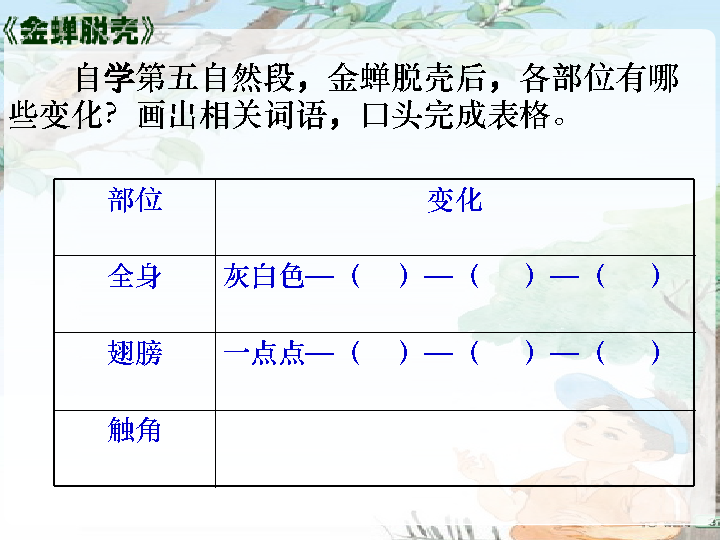 《金蝉脱壳》
自学第五自然段，金蝉脱壳后，各部位有哪
些变化？画出相关词语，口头完成表格。
部位 变化
全身 灰白色—（ ）—（ ）—（ ）
翅膀 一点点—（ ）—（ ）—（ ）
触角